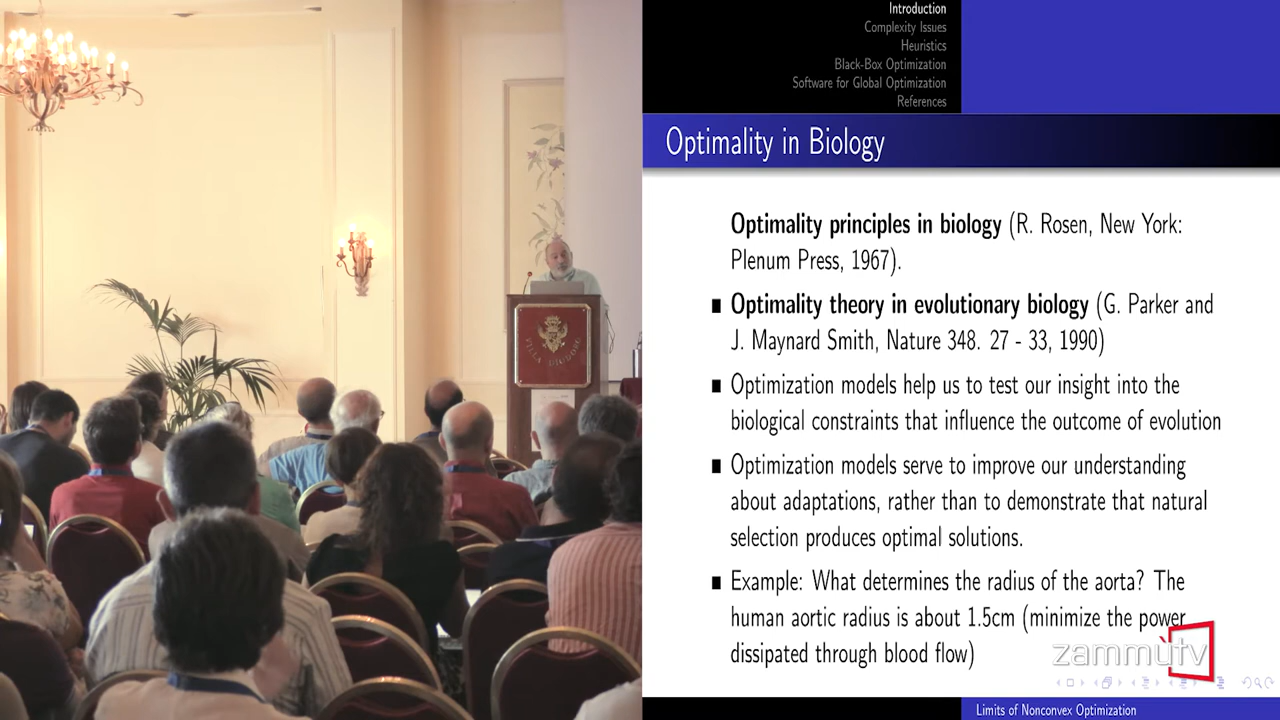 Introduction
Complexity Issues
Heuristics
Black-Box Optimization
Software for Global Optimization
References
Optimality in Biology
Optimality principles in biology (R. Rosen, New York:
Plenum Press, 1967).
Optimality theory in evolutionary biology (G. Parker and
J. Maynard Smith, Nature 348. 27 - 33, 1990)
Optimization models help us to test our insight into the
biological constraints that influence the outcome of evolution
Optimization models serve to improve our understanding
about adaptations, rather than to demonstrate that natural
selection produces optimal solutions.
Example: What determines the radius of the aorta? The
human aortic radius is about 1.5cm (minimize the power
dissipated through blood flow)
zammùtv
Limits of Nonconvex Optimization
VILLA DIODORO